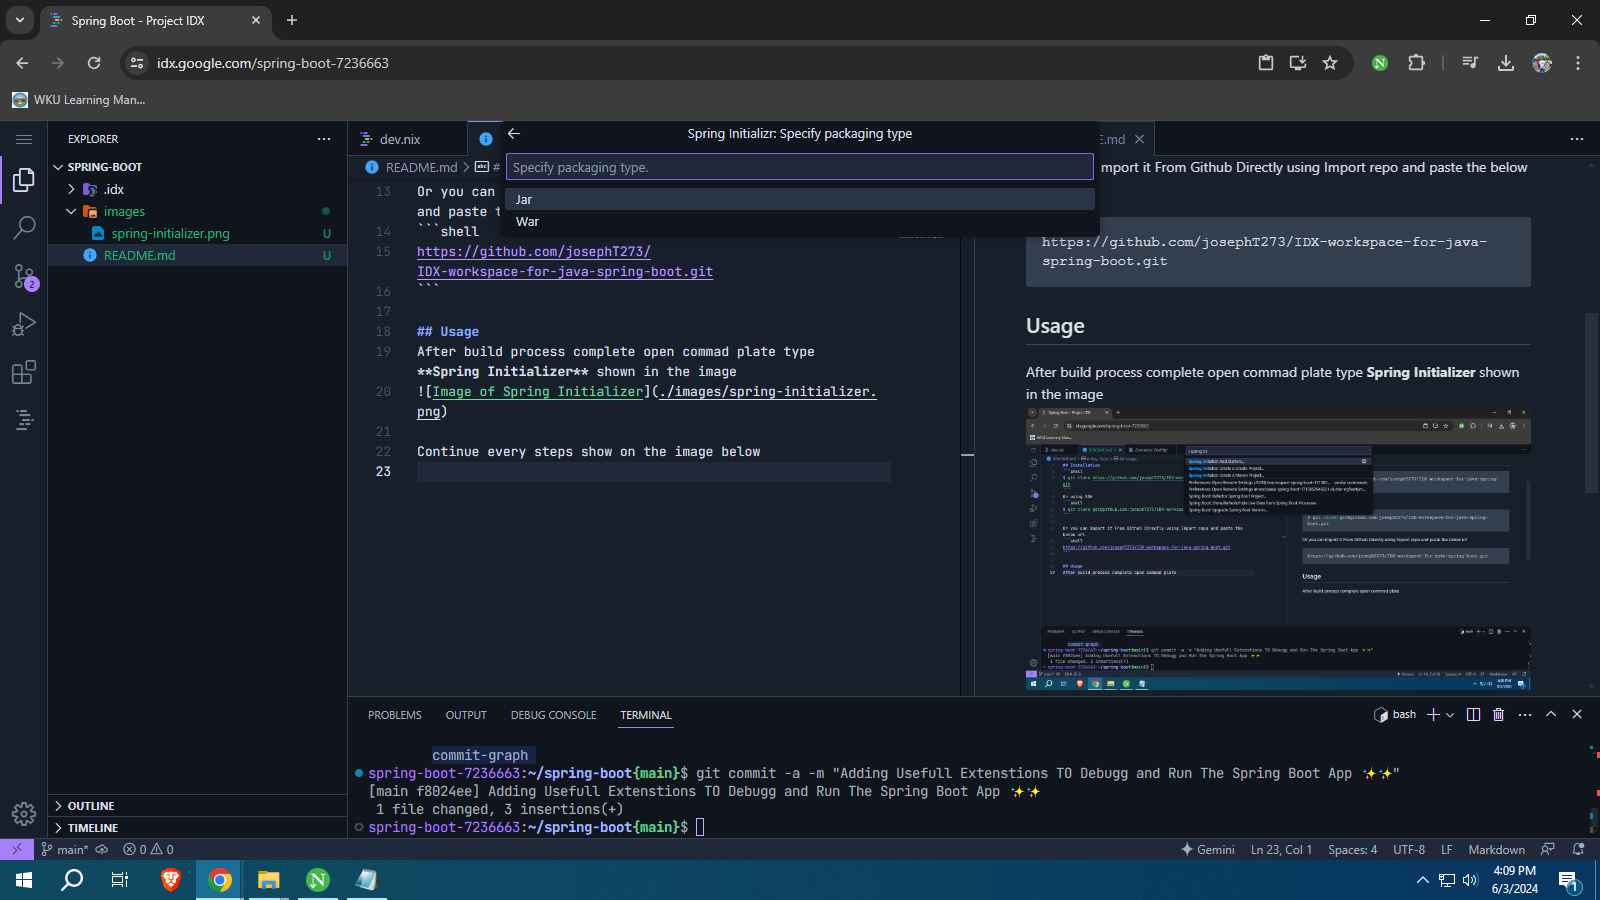 Spring Boot - Project IDX
idx.google.com/spring-boot-7236663
WKU Learning Man...
EXPLORER
SPRING-BOOT
.idx
images
spring-initializer.png U
README.md U
OUTLINE
TIMELINE
dev.nix
.md
README.md > abc #
Spring Initializr: Specify packaging type
Specify packaging type.
Jar
War
13 Or you can
and paste t
14 ```shell
15 https://github.com/josephT273/
IDX-workspace-for-java-spring-boot.git
16 ```
17
18 ## Usage
19 After build process complete open commad plate type
**Spring Initializer** shown in the image
20 ![Image of Spring Initializer](./images/spring-initializer.
png)
21
22 Continue every steps show on the image below
23
mport it From Github Directly using Import repo and paste the below
https://github.com/josephT273/IDX-workspace-for-java-
spring-boot.git
Usage
After build process complete open commad plate type Spring Initializer shown
in the image
PROBLEMS OUTPUT DEBUG CONSOLE TERMINAL
bash
commit-graph
spring-boot-7236663:~/spring-boot{main}$ git commit -a -m "Adding Usefull Extenstions TO Debugg and Run The Spring Boot App ✨✨"
[main f8024ee] Adding Usefull Extenstions TO Debugg and Run The Spring Boot App ✨✨
1 file changed, 3 insertions(+)
spring-boot-7236663:~/spring-boot{main}$
2
main* 0 0
Gemini Ln 23, Col 1 Spaces: 4 UTF-8 LF Markdown
4:09 PM
6/3/2024
1